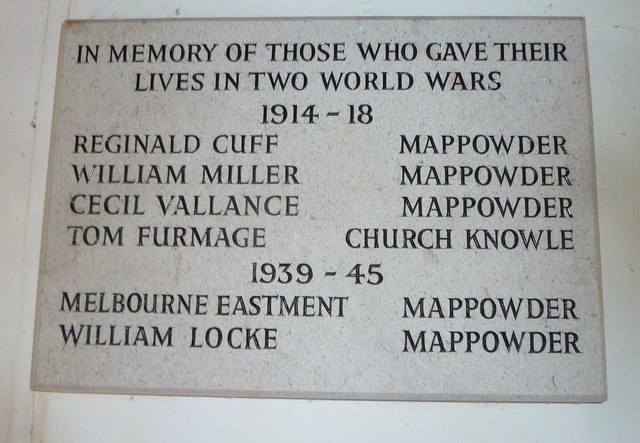 IN MEMORY OF THOSE WHO GAVE THEIR
LIVES IN TWO WORLD WARS
1914 - 18
REGINALD CUFF MAPPOWDER
WILLIAM MILLER MAPPOWDER
CECIL VALLANCE MAPPOWDER
TOM FURMAGE CHURCH KNOWLE
1939 - 45
MELBOURNE EASTMENT MAPPOWDER
WILLIAM LOCKE MAPPOWDER